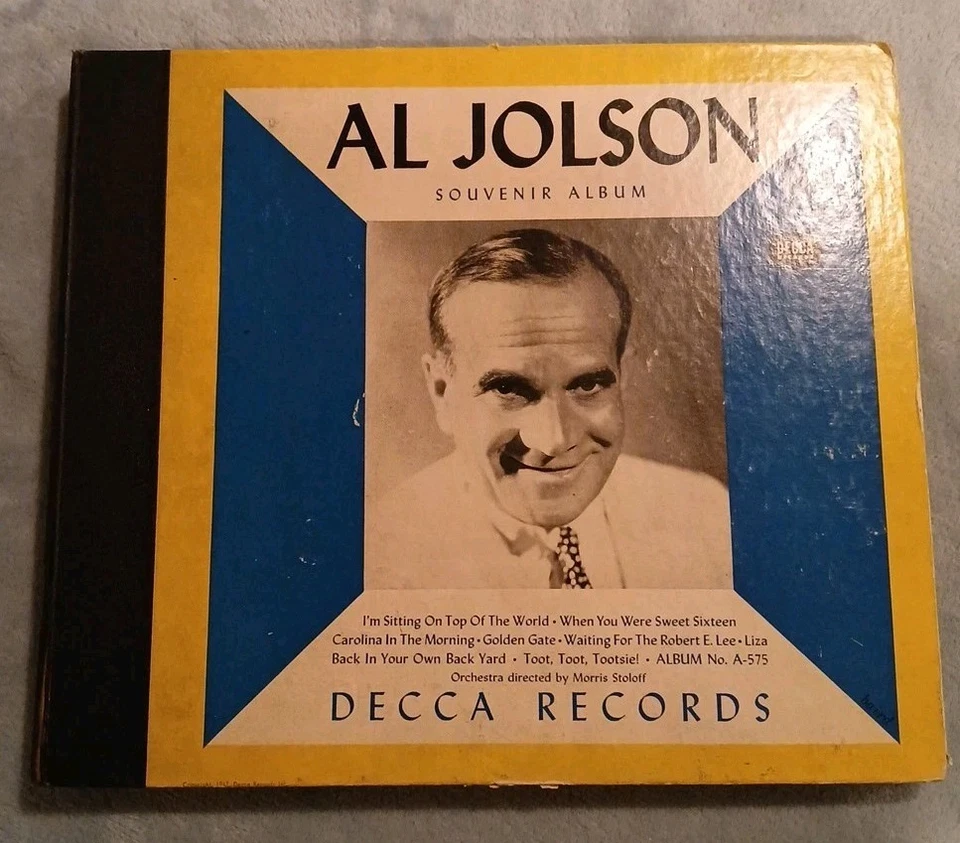 AL JOLSON
SOUVENIR ALBUM
DECCA
I'm Sitting On Top Of The World • When You Were Sweet Sixteen
Carolina In The Morning • Golden Gate • Waiting For The Robert E. Lee • Liza
Back In Your Own Back Yard • Toot, Toot, Tootsie! • ALBUM No. A-575
Orchestra directed by Morris Stoloff
DECCA RECORDS